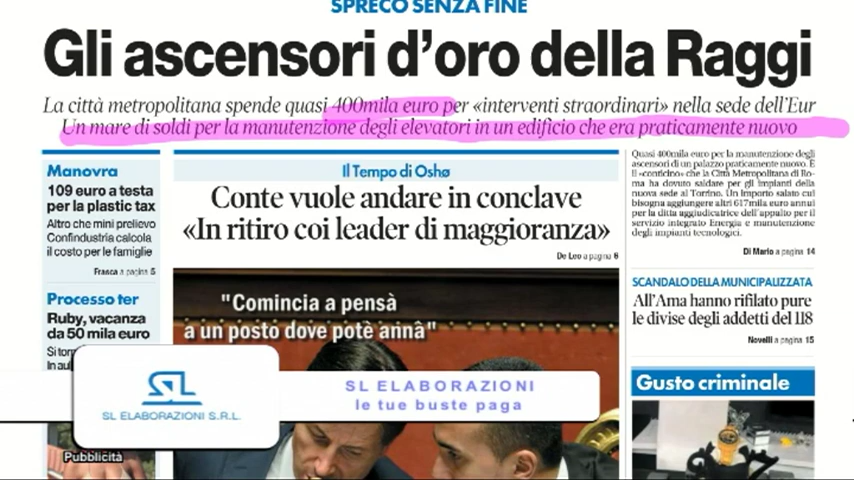 SPRECO SENZA FINE
Gli ascensori d'oro della Raggi
La città metropolitana spende quasi 400mila euro per «interventi straordinari» nella sede dell'Eur
Un mare di soldi per la manutenzione degli elevatori in un edificio che era praticamente nuovo
Manovra
109 euro a testa
per la plastic tax
Altro che mini prelievo
Confindustria calcola
il costo per le famiglie
Frasca a pagina 5
Processo ter
Ruby, vacanza
da 50 mila euro
Il Tempo di Oshø
Conte vuole andare in conclave
«In ritiro coi leader di maggioranza»
De Leo a pagina 6
"Comincia a pensà
a un posto dove potè annà"
Quasi 400mila euro per la manutenzione degli
ascensori di un palazzo praticamente nuovo. È
il «conticino» che la Città Metropolitana di Ro-
ma ha dovuto saldare per gli impianti della
nuova sede al Torrino. Un importo salato cui
bisogna aggiungere altri 617mila euro annui
per la ditta aggiudicatrice dell'appalto per il
servizio integrato Energia e Manutenzione
degli impianti tecnologici.
Di Mario a pagina 14
SCANDALO DELLA MUNICIPALIZZATA
All'Ama hanno rifilato pure
le divise degli addetti del 118
Novelli a pagina 15
Gusto criminale
SL
SL ELABORAZIONI S.R.L.
SL ELABORAZIONI
le tue buste paga
Pubblicità